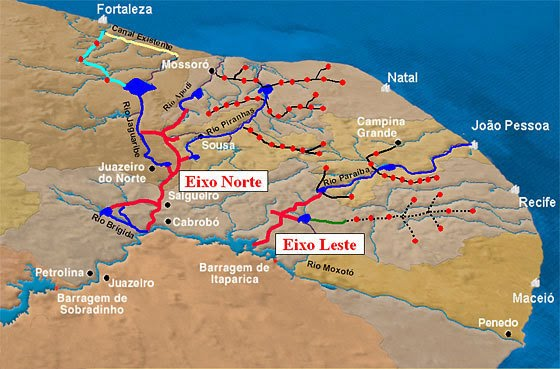 Fortaleza
Canal Existente
Mossoró
Natal
Rio Apodi
Rio Jaguaribe
Rio Piranhas
Campina
Grande
João Pessoa
Sousa
Juazeiro
do Norte
Rio Paraíba
Eixo Norte
Salgueiro
Recife
Rio Brígida
Cabrobó
Eixo Leste
Petrolina
Juazeiro
Barragem de
Itaparica
Rio Moxotó
Barragem de
Sobradinho
Maceió
Penedo